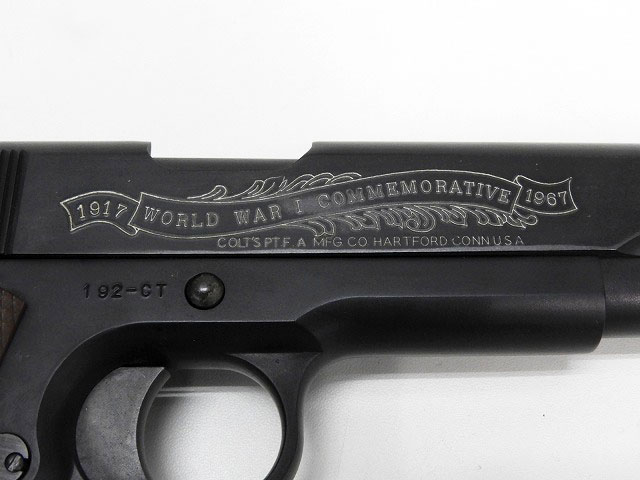 1917 WORLD WAR I COMMEMORATIVE 1967
COLT'S PT.F. A MFG CO HARTFORD CONN U S A
192-CT